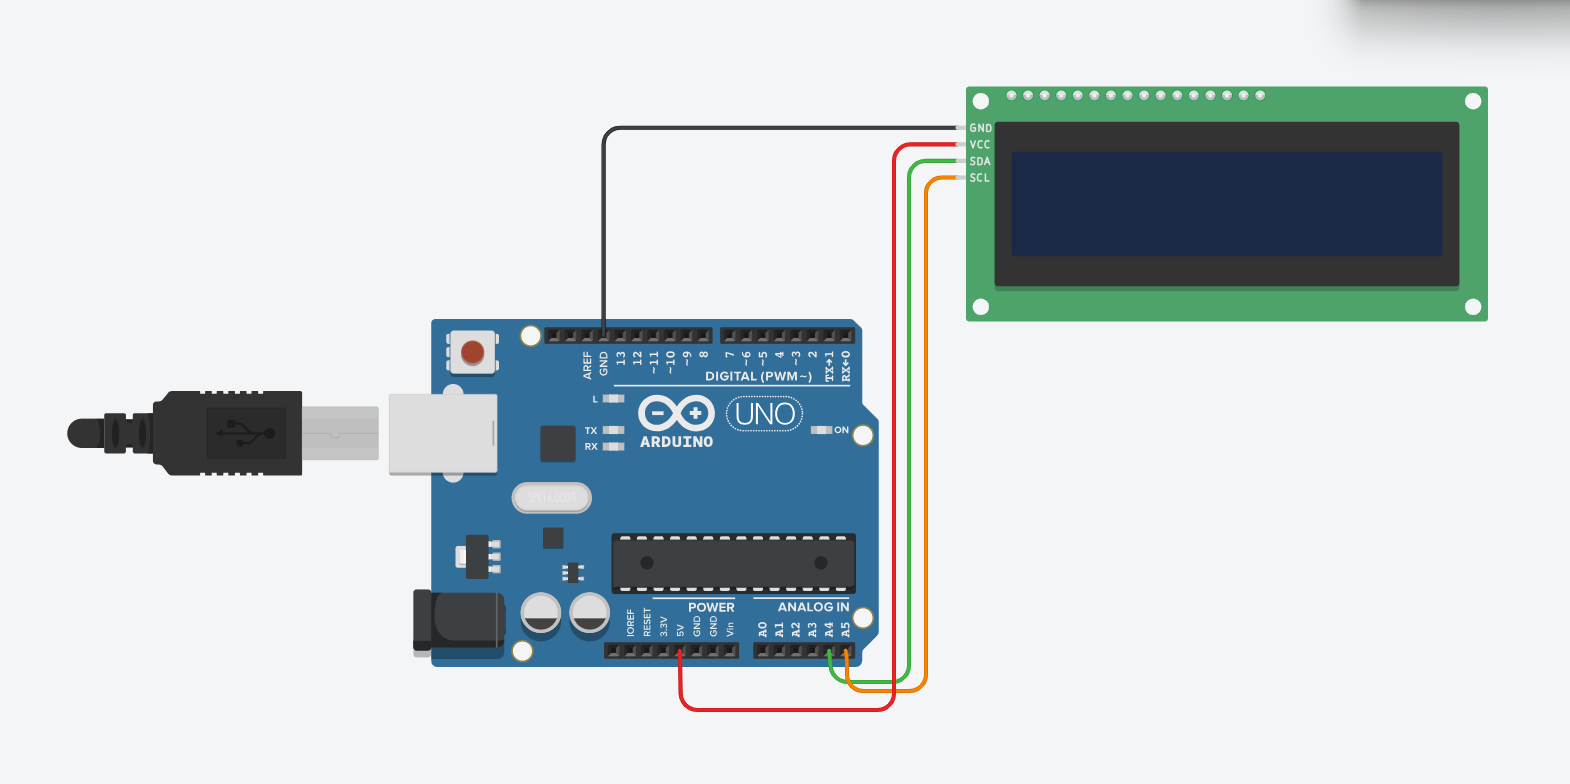 GND
VCC
SDA
SCL
AREF
GND
13
12
~11
~10
~9
8
7
~6
~5
4
~3
2
TX→1
RX←0
DIGITAL (PWM~)
L
TX
RX
ARDUINO
UNO
ON
POWER
ANALOG IN
IOREF
RESET
3.3V
5V
GND
GND
Vin
A0
A1
A2
A3
A4
A5